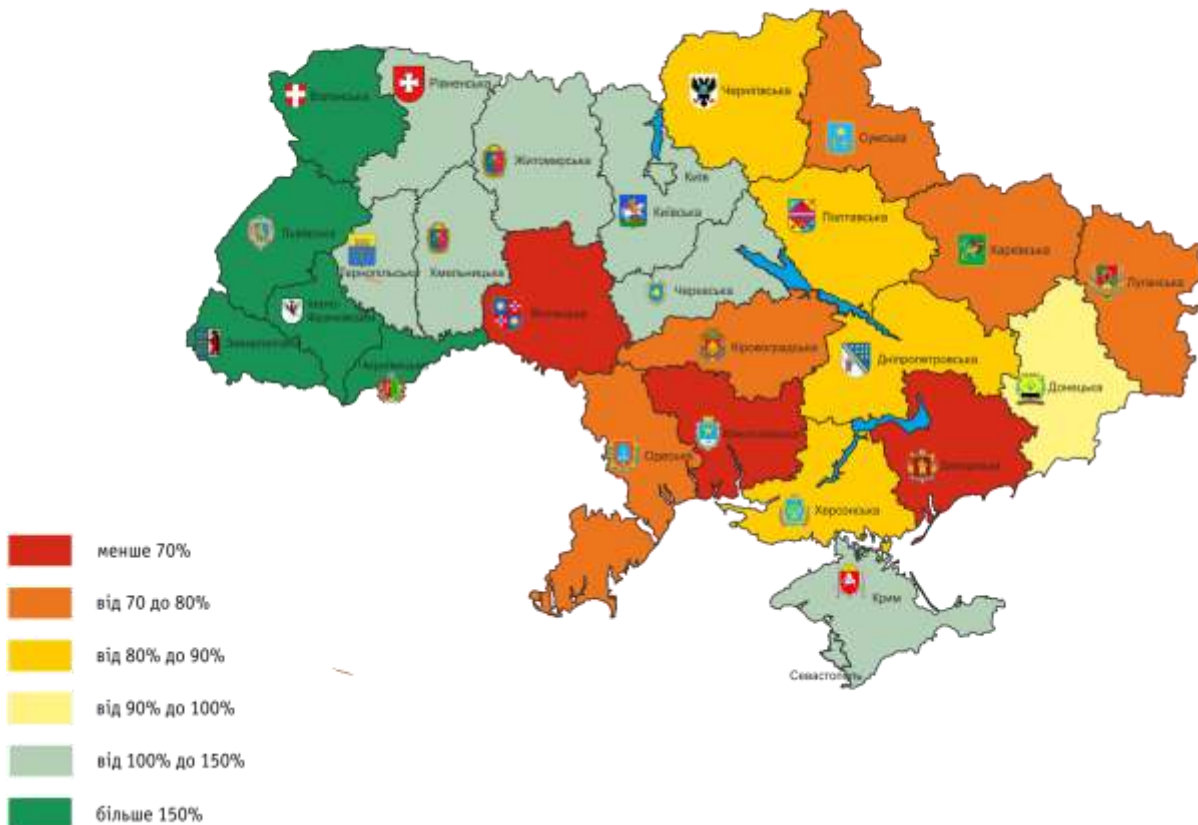 Волинська
Рівненська
Житомирська
Чернігівська
Сумська
Київ
Київська
Львівська
Тернопільська
Хмельницька
Полтавська
Харківська
Луганська
Черкаська
Івано-
Франківська
Вінницька
Закарпатська
Чернівецька
Кіровоградська
Дніпропетровська
Донецька
Миколаївська
Одеська
Запорізька
Херсонська
Крим
Севастополь
менше 70%
від 70 до 80%
від 80% до 90%
від 90% до 100%
від 100% до 150%
більше 150%